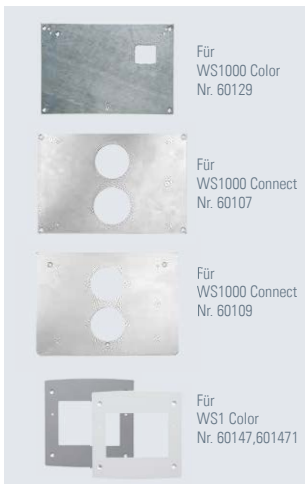 Für
WS1000 Color
Nr. 60129
Für
WS1000 Connect
Nr. 60107
Für
WS1000 Connect
Nr. 60109
Für
WS1 Color
Nr. 60147,601471